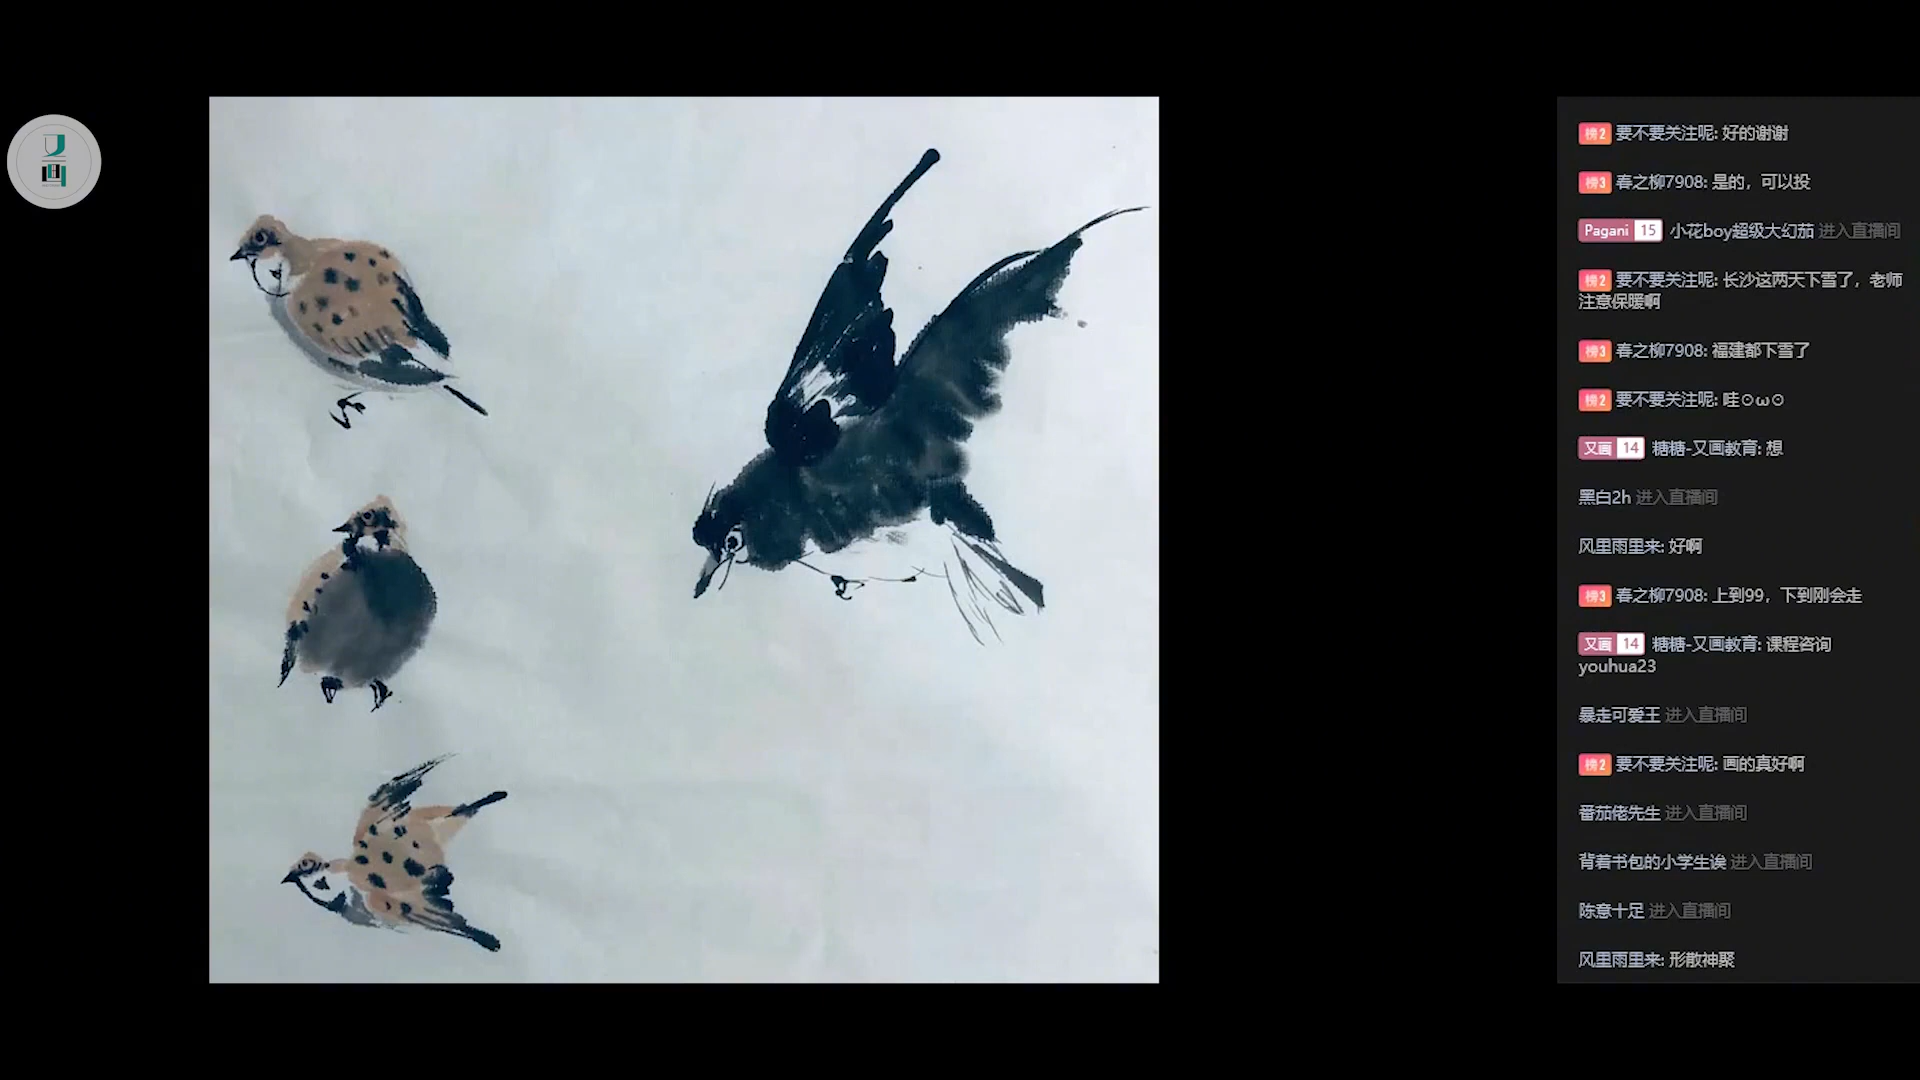 又画
榜2 要不要关注呢: 好的谢谢
榜3 春之柳7908: 是的，可以投
Pagani 15 小花boy超级大幻茄 进入直播间
榜2 要不要关注呢: 长沙这两天下雪了，老师
注意保暖啊
榜3 春之柳7908: 福建都下雪了
榜2 要不要关注呢: 哇⊙ω⊙
又画 14 糖糖-又画教育: 想
黑白2h 进入直播间
风里雨里来: 好啊
榜3 春之柳7908: 上到99，下到刚会走
又画 14 糖糖-又画教育: 课程咨询
youhua23
暴走可爱王 进入直播间
榜2 要不要关注呢: 画的真好啊
番茄佬先生 进入直播间
背着书包的小学生诶 进入直播间
陈意十足 进入直播间
风里雨里来: 形散神聚